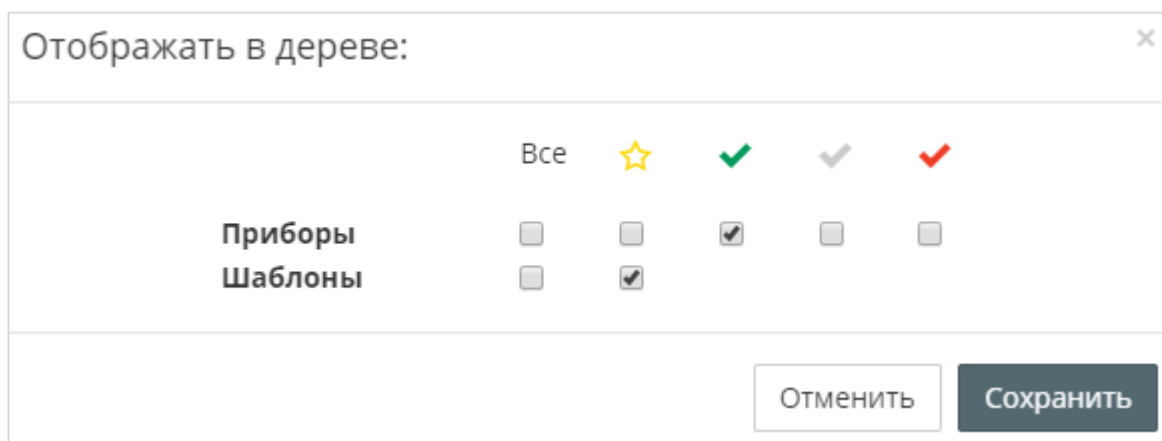 Отображать в дереве:
Все
Приборы
Шаблоны
Отменить Сохранить